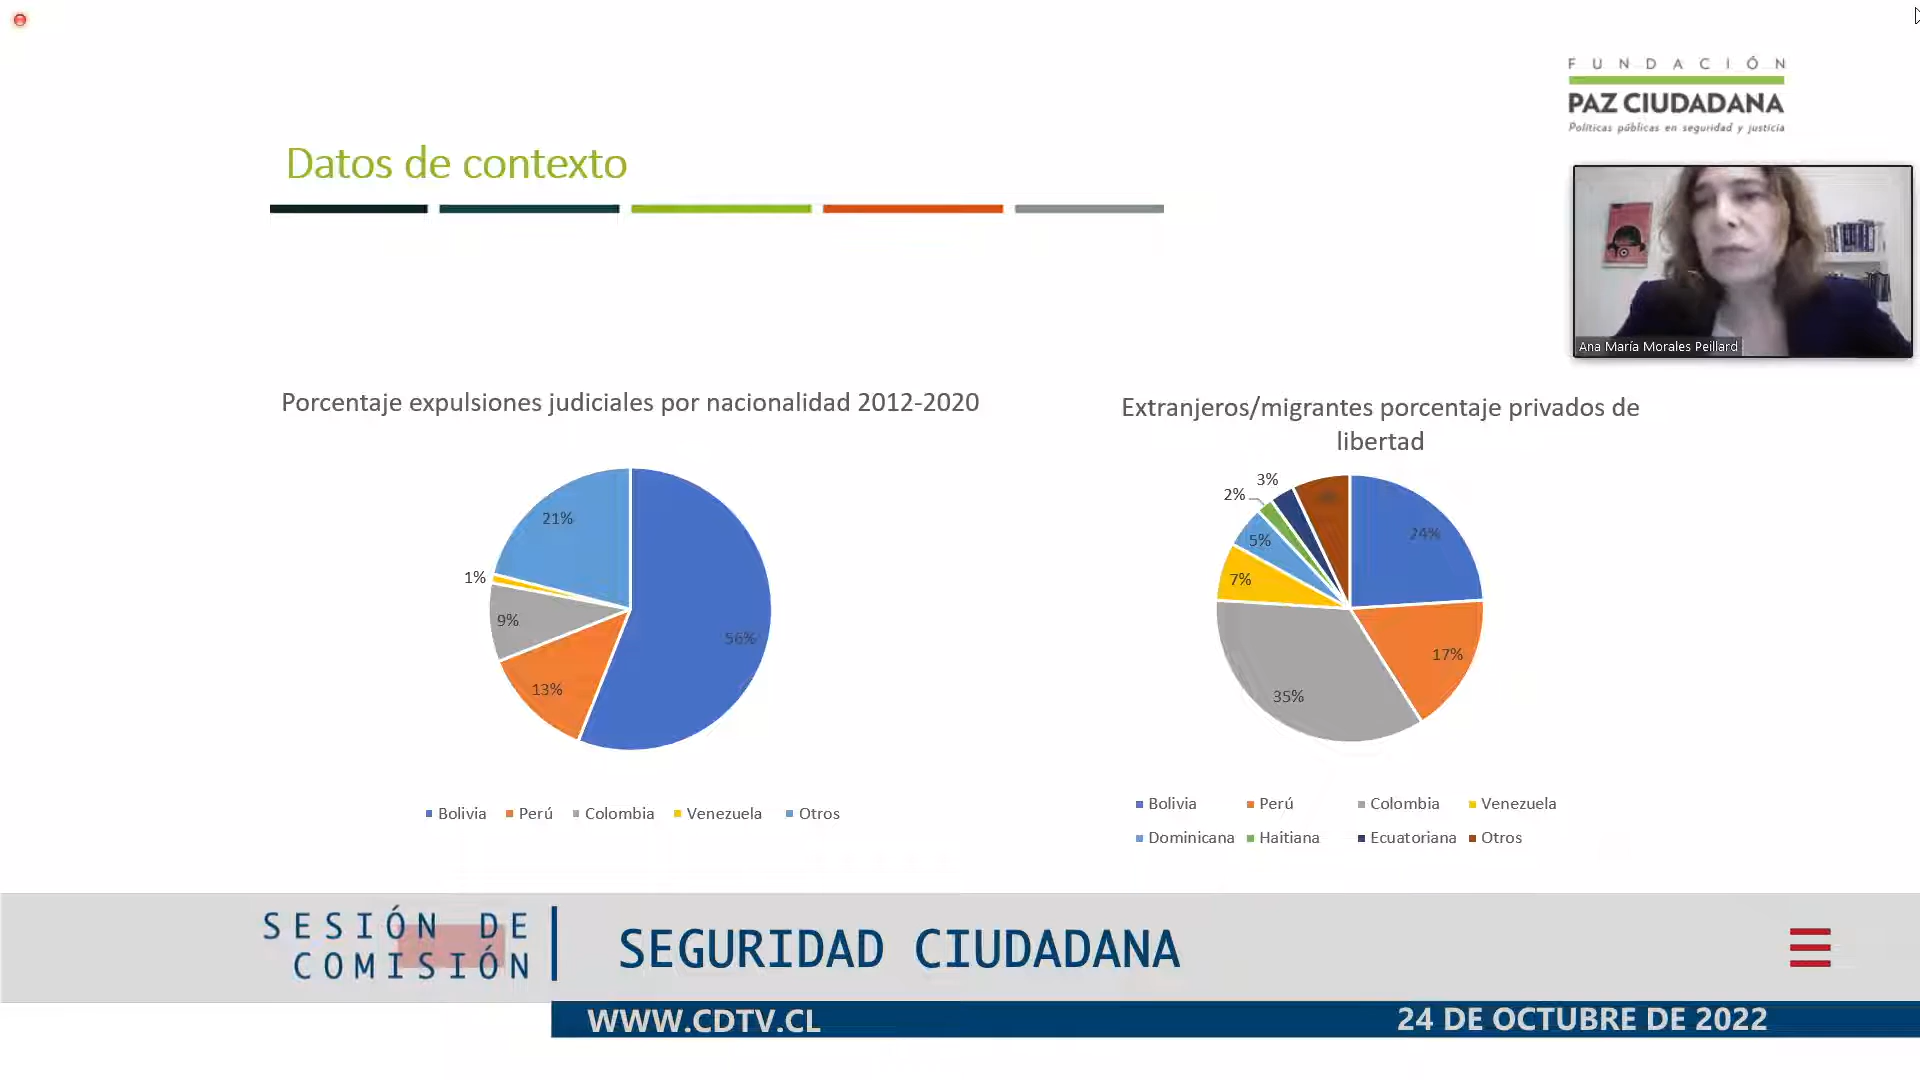 FUNDACIÓN
PAZ CIUDADANA
Políticas públicas en seguridad y justicia
Datos de contexto
Ana María Morales Peillard
Porcentaje expulsiones judiciales por nacionalidad 2012-2020
21%
1%
9%
13%
56%
Bolivia Perú Colombia Venezuela Otros
Extranjeros/migrantes porcentaje privados de
libertad
3%
2%
5%
7%
24%
17%
35%
Bolivia Perú Colombia Venezuela
Dominicana Haitiana Ecuatoriana Otros
SESIÓN DE
COMISIÓN
SEGURIDAD CIUDADANA
WWW.CDTV.CL
24 DE OCTUBRE DE 2022